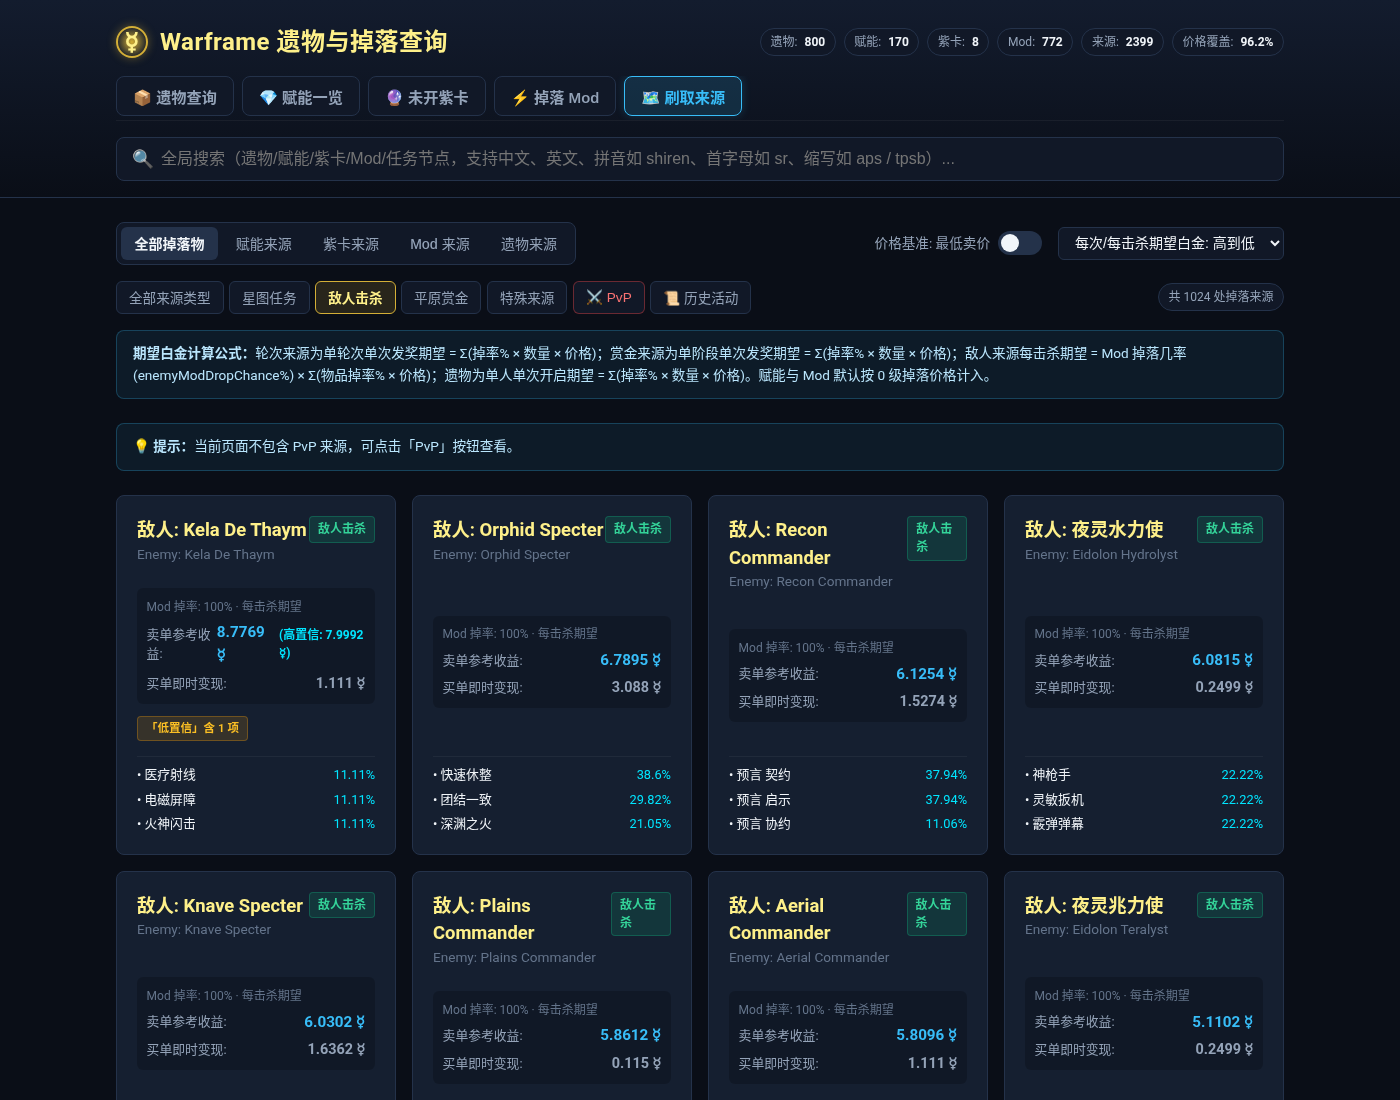 Warframe 遗物与掉落查询
遗物: 800
赋能: 170
紫卡: 8
Mod: 772
来源: 2399
价格覆盖: 96.2%
📦 遗物查询
💎 赋能一览
🔮 未开紫卡
⚡ 掉落 Mod
🗺️ 刷取来源
🔍 全局搜索（遗物/赋能/紫卡/Mod/任务节点，支持中文、英文、拼音如 shiren、首字母如 sr、缩写如 aps / tpsb）...
全部掉落物
赋能来源
紫卡来源
Mod 来源
遗物来源
价格基准: 最低卖价
每次/每击杀期望白金: 高到低
全部来源类型
星图任务
敌人击杀
平原赏金
特殊来源
⚔️ PvP
📜 历史活动
共 1024 处掉落来源
期望白金计算公式：轮次来源为单轮次单次发奖期望 = Σ(掉率% × 数量 × 价格)；赏金来源为单阶段单次发奖期望 = Σ(掉率% × 数量 × 价格)；敌人来源每击杀期望 = Mod 掉落几率
(enemyModDropChance%) × Σ(物品掉率% × 价格)；遗物为单人单次开启期望 = Σ(掉率% × 数量 × 价格)。赋能与 Mod 默认按 0 级掉落价格计入。
💡 提示：当前页面不包含 PvP 来源，可点击「PvP」按钮查看。
敌人: Kela De Thaym
敌人击杀
Enemy: Kela De Thaym
Mod 掉率: 100% · 每击杀期望
卖单参考收
益:
8.7769
☿
(高置信: 7.9992
☿)
买单即时变现:
1.111 ☿
「低置信」含 1 项
• 医疗射线 11.11%
• 电磁屏障 11.11%
• 火神闪击 11.11%
敌人: Orphid Specter
敌人击杀
Enemy: Orphid Specter
Mod 掉率: 100% · 每击杀期望
卖单参考收益: 6.7895 ☿
买单即时变现: 3.088 ☿
• 快速休整 38.6%
• 团结一致 29.82%
• 深渊之火 21.05%
敌人: Recon
Commander
敌人击
杀
Enemy: Recon Commander
Mod 掉率: 100% · 每击杀期望
卖单参考收益: 6.1254 ☿
买单即时变现: 1.5274 ☿
• 预言 契约 37.94%
• 预言 启示 37.94%
• 预言 协约 11.06%
敌人: 夜灵水力使
敌人击杀
Enemy: Eidolon Hydrolyst
Mod 掉率: 100% · 每击杀期望
卖单参考收益: 6.0815 ☿
买单即时变现: 0.2499 ☿
• 神枪手 22.22%
• 灵敏扳机 22.22%
• 霰弹弹幕 22.22%
敌人: Knave Specter
敌人击杀
Enemy: Knave Specter
Mod 掉率: 100% · 每击杀期望
卖单参考收益: 6.0302 ☿
买单即时变现: 1.6362 ☿
敌人: Plains
Commander
敌人击
杀
Enemy: Plains Commander
Mod 掉率: 100% · 每击杀期望
卖单参考收益: 5.8612 ☿
买单即时变现: 0.115 ☿
敌人: Aerial
Commander
敌人击
杀
Enemy: Aerial Commander
Mod 掉率: 100% · 每击杀期望
卖单参考收益: 5.8096 ☿
买单即时变现: 1.111 ☿
敌人: 夜灵兆力使
敌人击杀
Enemy: Eidolon Teralyst
Mod 掉率: 100% · 每击杀期望
卖单参考收益: 5.1102 ☿
买单即时变现: 0.2499 ☿